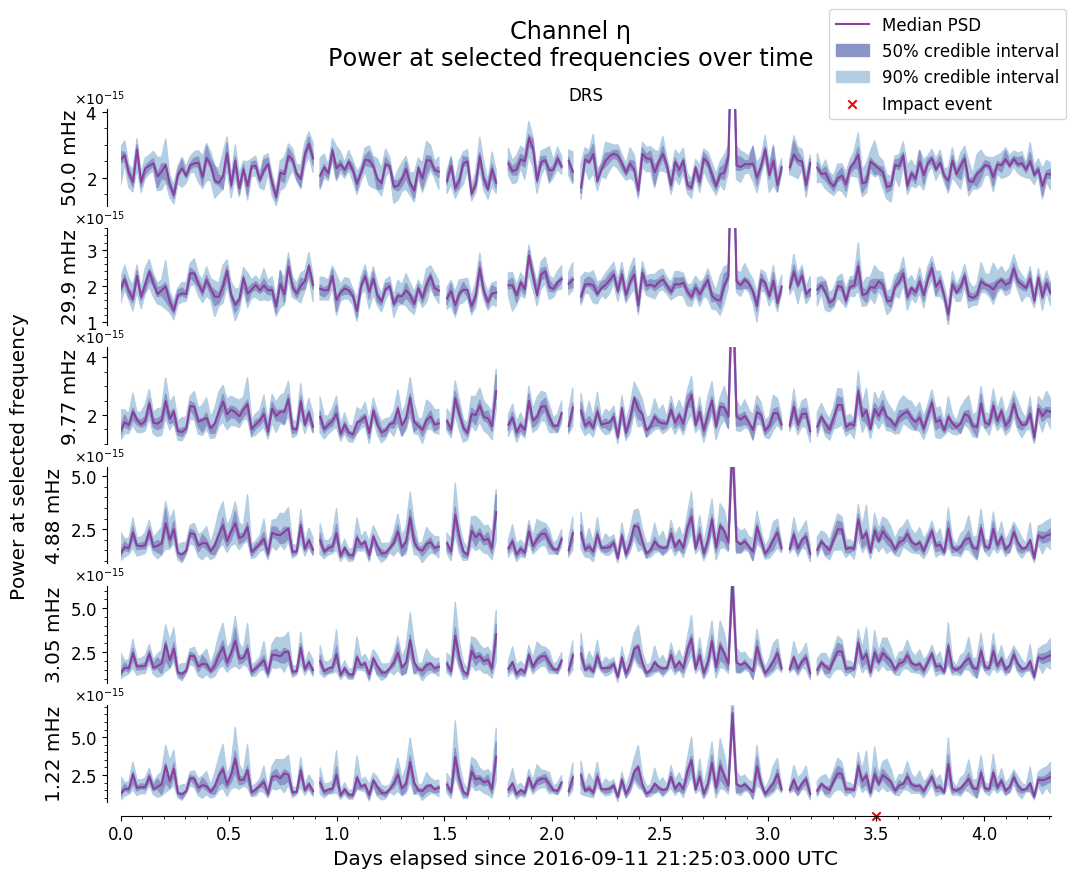 Channel η
Power at selected frequencies over time
Median PSD
50% credible interval
90% credible interval
Impact event
DRS
Power at selected frequency
×10⁻¹⁵
50.0 mHz
4
2
×10⁻¹⁵
29.9 mHz
3
2
1
×10⁻¹⁵
9.77 mHz
4
2
×10⁻¹⁵
4.88 mHz
5.0
2.5
×10⁻¹⁵
3.05 mHz
5.0
2.5
×10⁻¹⁵
1.22 mHz
5.0
2.5
0.0 0.5 1.0 1.5 2.0 2.5 3.0 3.5 4.0
Days elapsed since 2016-09-11 21:25:03.000 UTC